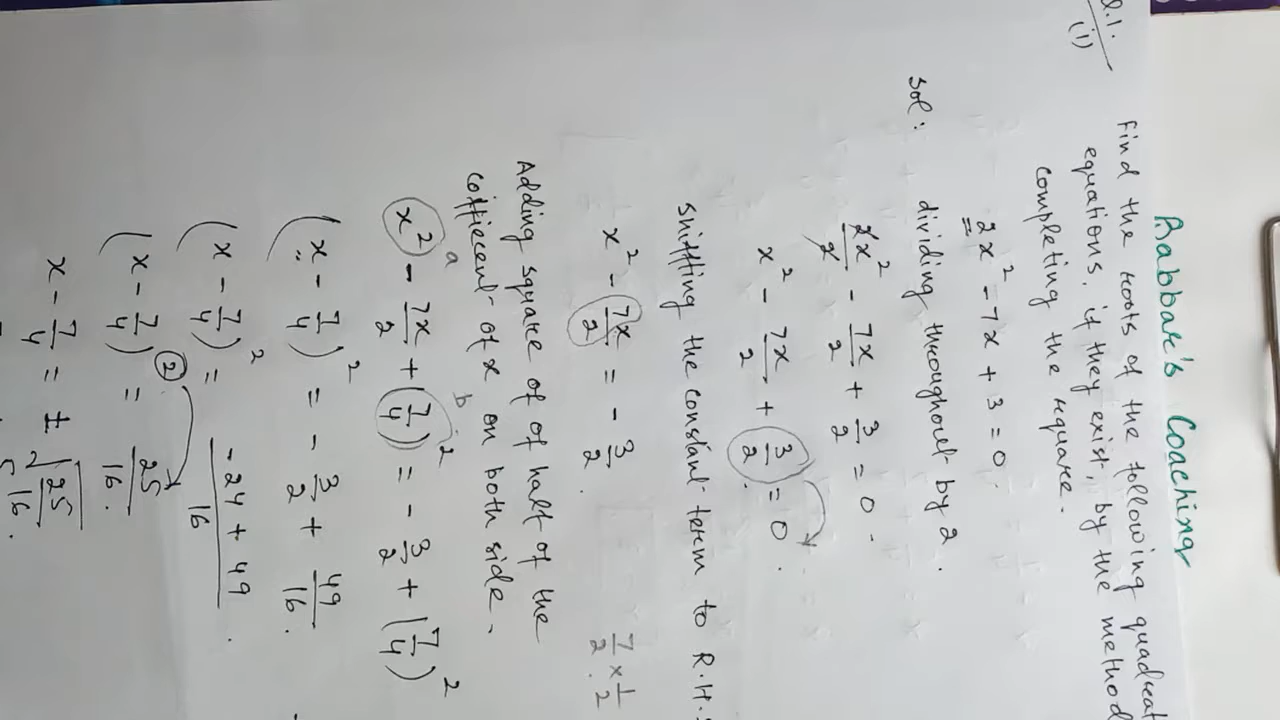 Babbar's Coaching
Q.1.
(i) Find the roots of the following quadrat
equations, if they exist, by the method
completing the square.
2x² - 7x + 3 = 0.
Sol: dividing throughout by 2.
2x²/2 - 7x/2 + 3/2 = 0.
x² - 7x/2 + 3/2 = 0.
Shifting the constant term to R.H.S
x² - 7x/2 = - 3/2.
7/2 × 1/2
Adding square of of half of the
coffiecent of x on both side.
a b
x² - 7x/2 + (7/4)² = - 3/2 + (7/4)²
(x - 7/4)² = - 3/2 + 49/16.
(x - 7/4)² = -24 + 49/16.
(x - 7/4)² = 25/16.
x - 7/4 = ± √25/16.